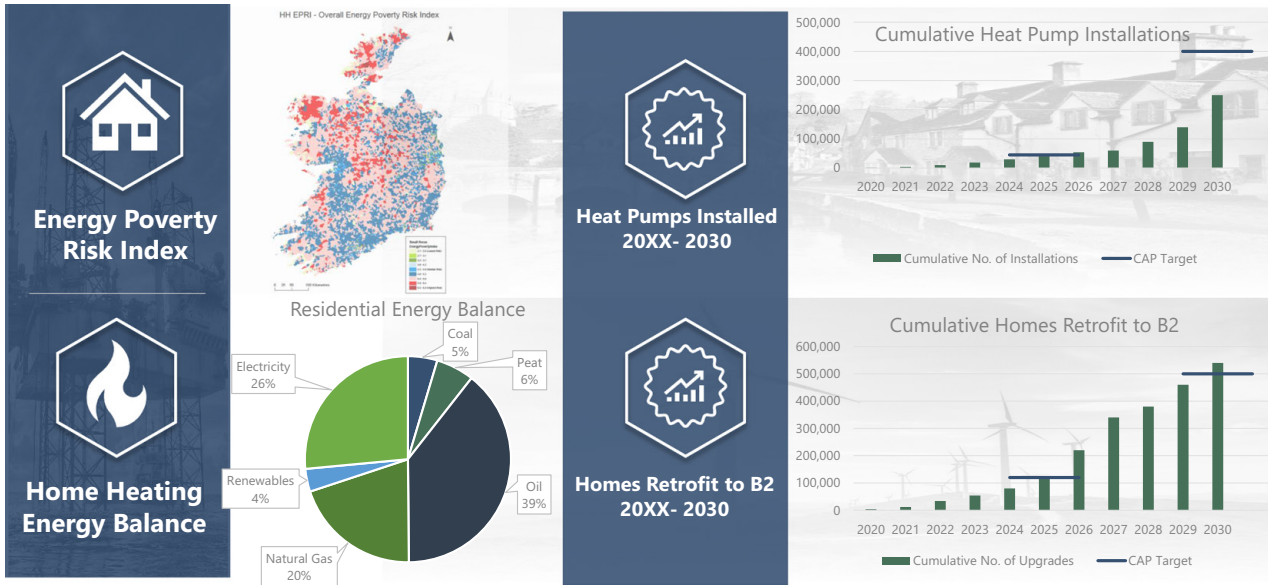 HH EPRI - Overall Energy Poverty Risk Index
N
Energy Poverty
Risk Index
Residential Energy Balance
Coal
5%
Peat
6%
Electricity
26%
Renewables
4%
Oil
39%
Natural Gas
20%
Home Heating
Energy Balance
Heat Pumps Installed
20XX- 2030
Cumulative Heat Pump Installations
500,000
400,000
300,000
200,000
100,000
0
2020 2021 2022 2023 2024 2025 2026 2027 2028 2029 2030
Cumulative No. of Installations CAP Target
Homes Retrofit to B2
20XX- 2030
Cumulative Homes Retrofit to B2
600,000
500,000
400,000
300,000
200,000
100,000
0
2020 2021 2022 2023 2024 2025 2026 2027 2028 2029 2030
Cumulative No. of Upgrades CAP Target